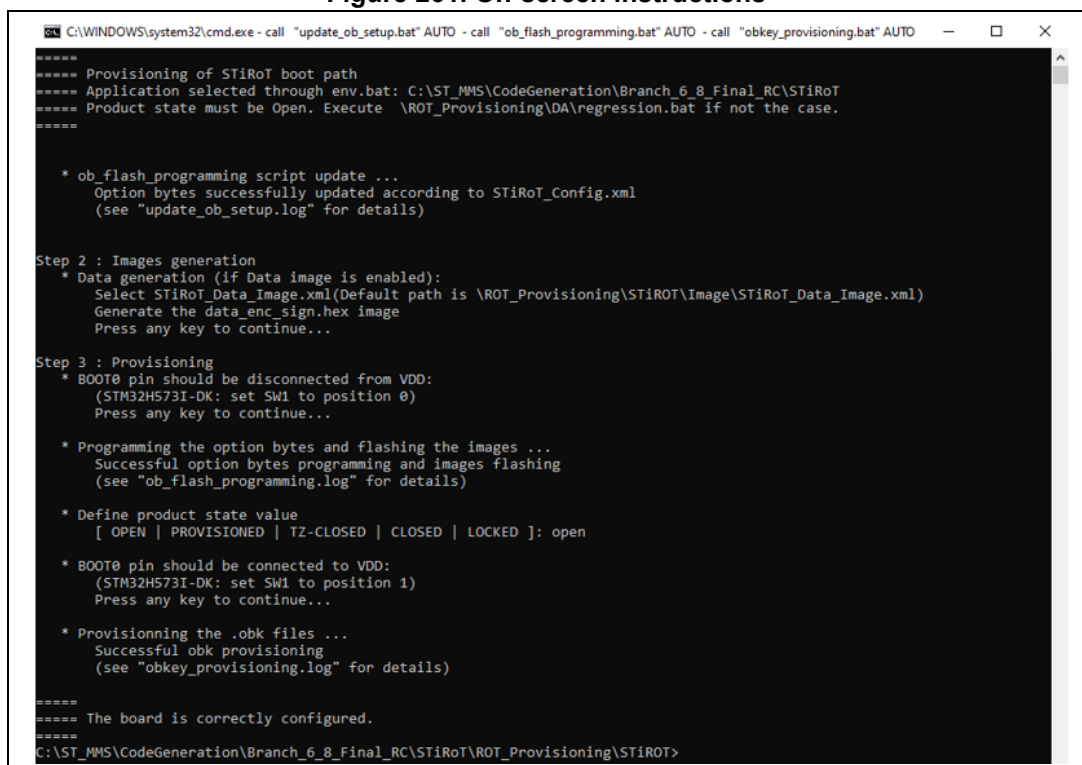 C:\WINDOWS\system32\cmd.exe - call "update_ob_setup.bat" AUTO - call "ob_flash_programming.bat" AUTO - call "obkey_provisioning.bat" AUTO
=====
===== Provisioning of STiRoT boot path
===== Application selected through env.bat: C:\ST_MMS\CodeGeneration\Branch_6_8_Final_RC\STiRoT
===== Product state must be Open. Execute \ROT_Provisioning\DA\regression.bat if not the case.
=====
* ob_flash_programming script update ...
Option bytes successfully updated according to STiRoT_Config.xml
(see "update_ob_setup.log" for details)
Step 2 : Images generation
* Data generation (if Data image is enabled):
Select STiRoT_Data_Image.xml(Default path is \ROT_Provisioning\STiROT\Image\STiRoT_Data_Image.xml)
Generate the data_enc_sign.hex image
Press any key to continue...
Step 3 : Provisioning
* BOOT0 pin should be disconnected from VDD:
(STM32H573I-DK: set SW1 to position 0)
Press any key to continue...
* Programming the option bytes and flashing the images ...
Successful option bytes programming and images flashing
(see "ob_flash_programming.log" for details)
* Define product state value
[ OPEN | PROVISIONED | TZ-CLOSED | CLOSED | LOCKED ]: open
* BOOT0 pin should be connected to VDD:
(STM32H573I-DK: set SW1 to position 1)
Press any key to continue...
* Provisionning the .obk files ...
Successful obk provisioning
(see "obkey_provisioning.log" for details)
=====
===== The board is correctly configured.
=====
C:\ST_MMS\CodeGeneration\Branch_6_8_Final_RC\STiRoT\ROT_Provisioning\STiROT>